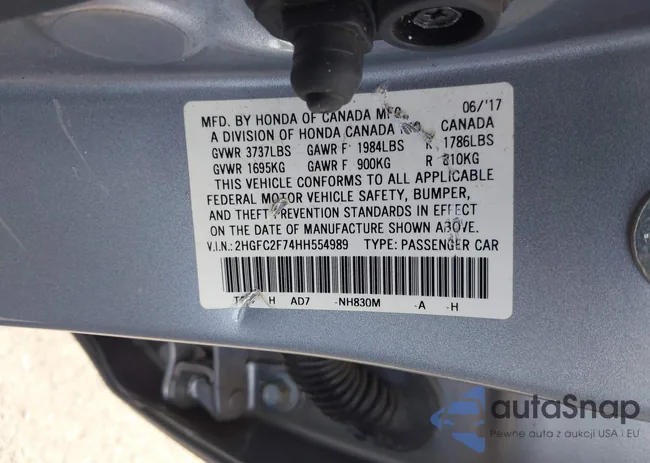 06/'17
MFD. BY HONDA OF CANADA MFG.
A DIVISION OF HONDA CANADA CANADA
GVWR 3737LBS GAWR F 1984LBS R 1786LBS
GVWR 1695KG GAWR F 900KG R 810KG
THIS VEHICLE CONFORMS TO ALL APPLICABLE
FEDERAL MOTOR VEHICLE SAFETY, BUMPER,
AND THEFT PREVENTION STANDARDS IN EFFECT
ON THE DATE OF MANUFACTURE SHOWN ABOVE.
V.I.N.:2HGFC2F74HH554989 TYPE: PASSENGER CAR
H AD7 -NH830M -A -H
autaSnap
Pewne auta z aukcji USA i EU